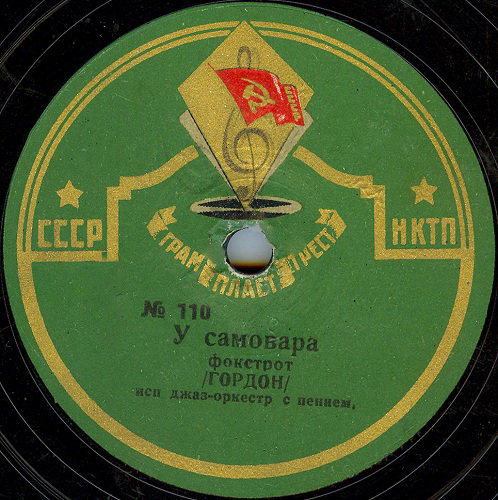 СССР
НКТП
ГРАМ
ПЛАСТ
ТРЕСТ
№ 110
У самовара
фокстрот
/ГОРДОН/
исп джаз-оркестр с пением,